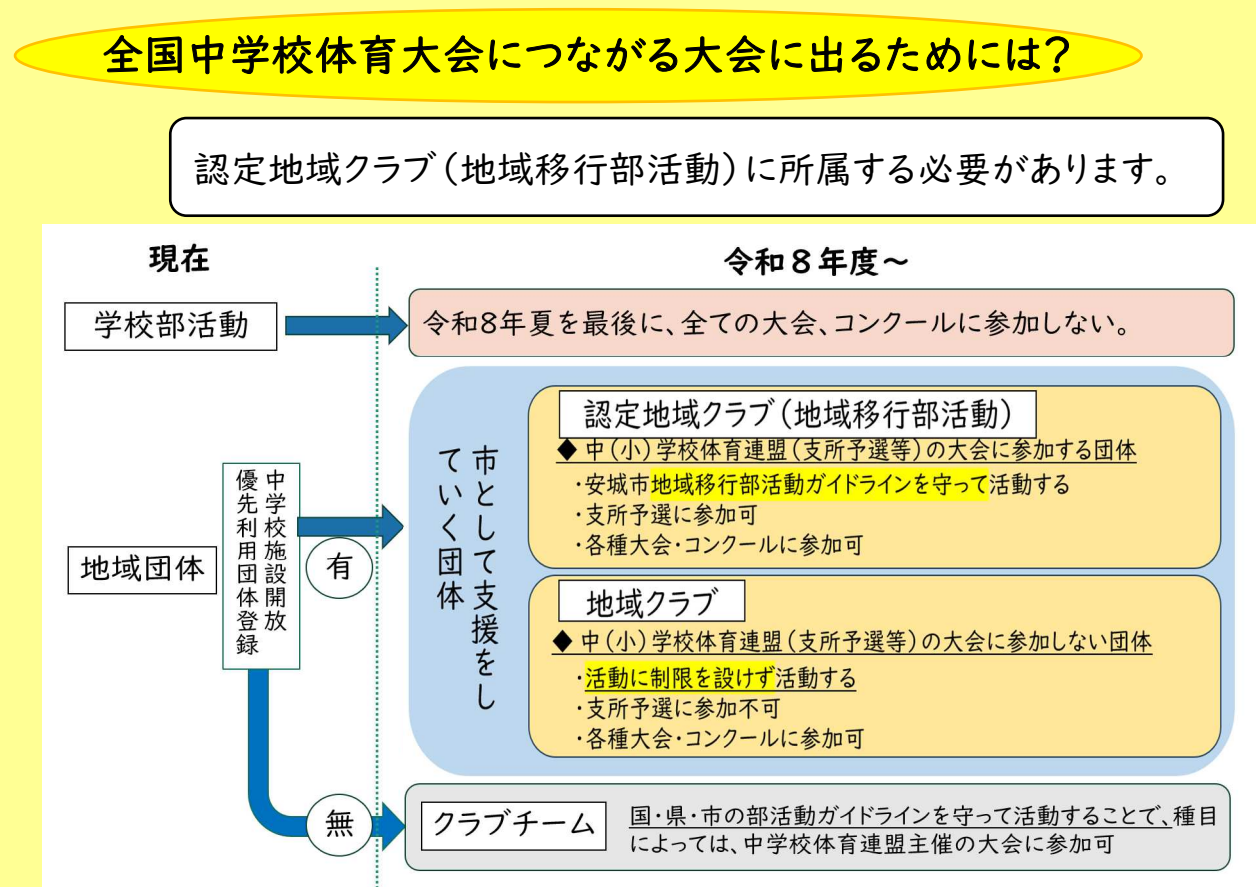 全国中学校体育大会につながる大会に出るためには？
認定地域クラブ（地域移行部活動）に所属する必要があります。
現在
令和８年度～
学校部活動
令和8年夏を最後に、全ての大会、コンクールに参加しない。
地域団体
中学校施設開放
優先利用団体登録
有
無
市として支援をし
ていく団体
認定地域クラブ（地域移行部活動）
◆ 中（小）学校体育連盟（支所予選等）の大会に参加する団体
・安城市地域移行部活動ガイドラインを守って活動する
・支所予選に参加可
・各種大会・コンクールに参加可
地域クラブ
◆ 中（小）学校体育連盟（支所予選等）の大会に参加しない団体
・活動に制限を設けず活動する
・支所予選に参加不可
・各種大会・コンクールに参加可
クラブチーム
国・県・市の部活動ガイドラインを守って活動することで、種目
によっては、中学校体育連盟主催の大会に参加可